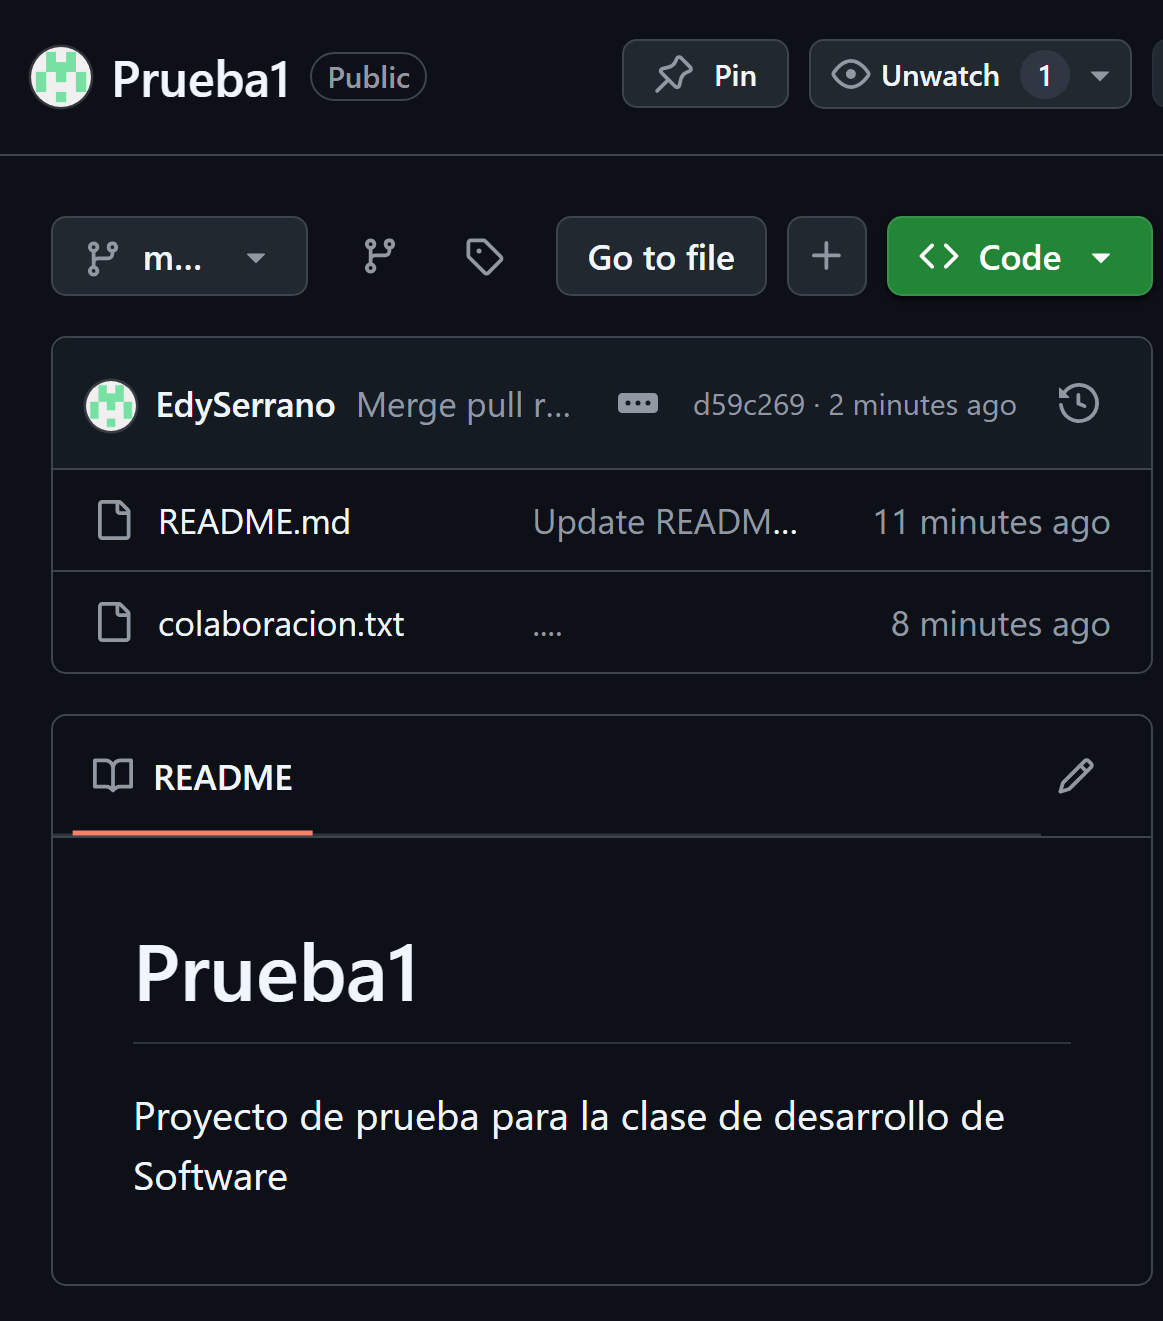 Prueba1 Public Pin Unwatch 1
m... Go to file Code
EdySerrano Merge pull r... d59c269 · 2 minutes ago
README.md Update READM... 11 minutes ago
colaboracion.txt .... 8 minutes ago
README
Prueba1
Proyecto de prueba para la clase de desarrollo de
Software